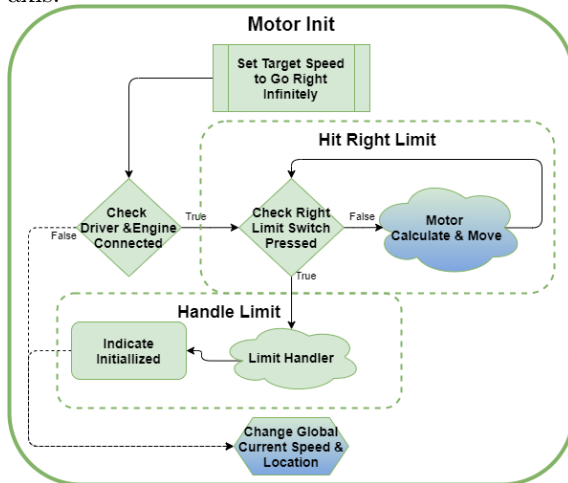 axis.
Motor Init
Set Target Speed
to Go Right
Infinitely
Hit Right Limit
Check
Driver &Engine
Connected
True
False
Check Right
Limit Switch
Pressed
False
True
Motor
Calculate & Move
Handle Limit
Indicate
Initiallized
Limit Handler
Change Global
Current Speed &
Location